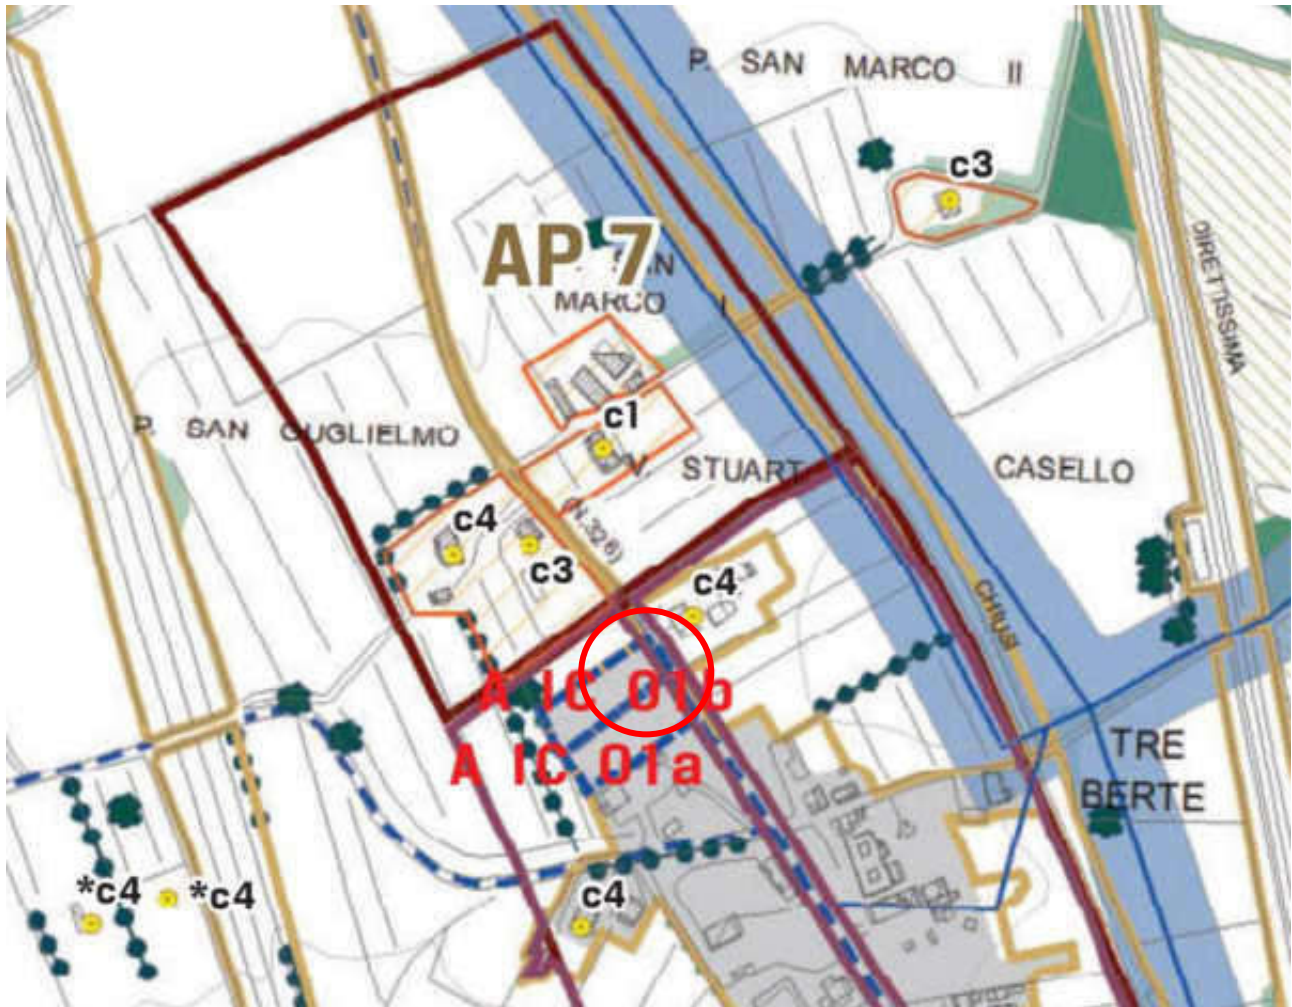 P. SAN MARCO II
c3
DIRETTISSIMA
AP 7
MARCO I
c1
P. SAN GUGLIELMO
V. STUART
CASELLO
c4
(N.326)
c3
c4
CHIUSI
A IC 01b
A IC 01a
TRE
BERTE
*c4
*c4
c4